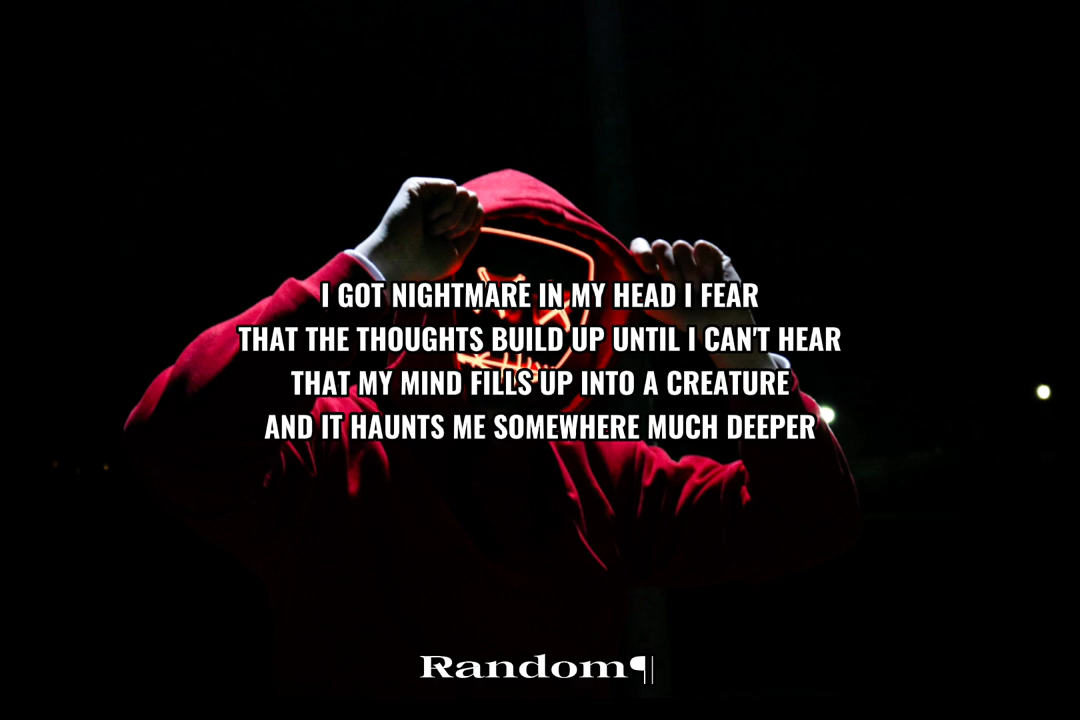 I GOT NIGHTMARE IN MY HEAD I FEAR
THAT THE THOUGHTS BUILD UP UNTIL I CAN'T HEAR
THAT MY MIND FILLS UP INTO A CREATURE
AND IT HAUNTS ME SOMEWHERE MUCH DEEPER
Random¶